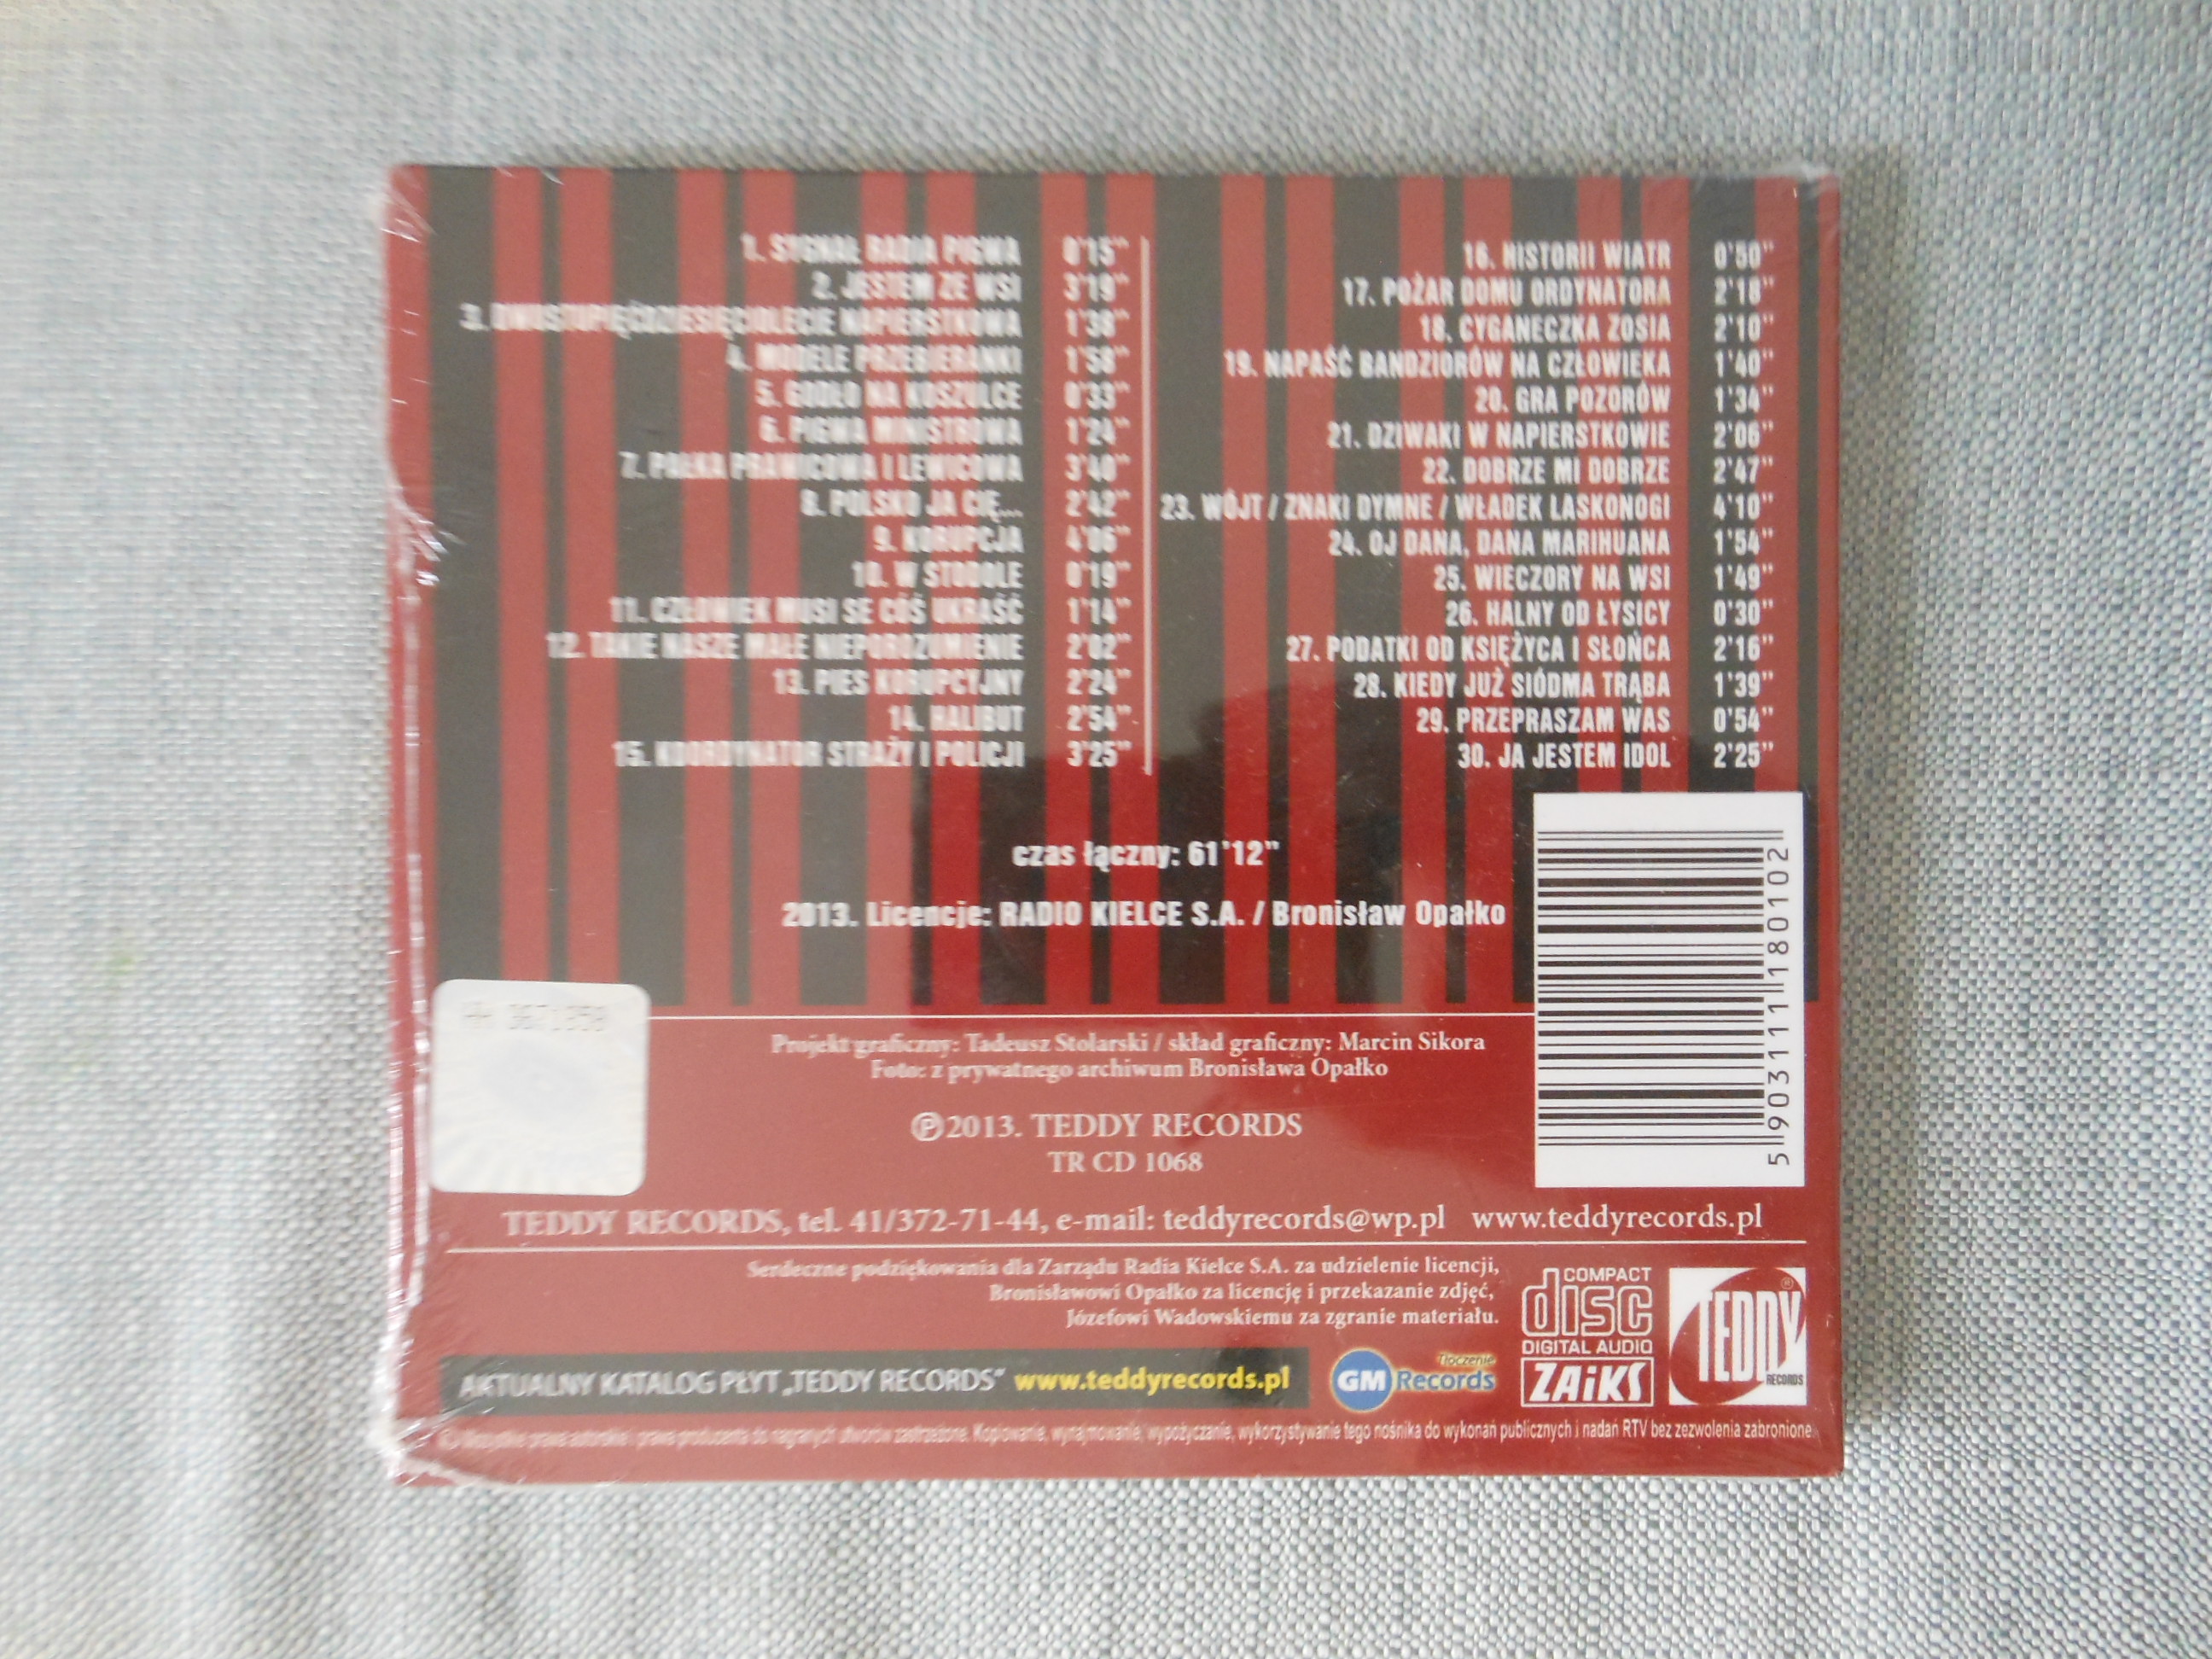 1. SYGNAŁ RADIA PIGWA 0'15"
2. JESTEM ZE WSI 3'19"
3. DWUSTUPIĘĆDZIESIĘCIOLECIE NAPIERSTKOWA 1'38"
4. MODELE PRZEBIERANKI 1'58"
5. GODŁO NA KOSZULCE 0'33"
6. PIGWA MINISTROWA 1'24"
7. PAŁKA PRAWICOWA I LEWICOWA 3'40"
8. POLSKO JA CIĘ... 2'42"
9. KORUPCJA 4'06"
10. W STODOLE 0'19"
11. CZŁOWIEK MUSI SE CÓŚ UKRAŚĆ 1'14"
12. TAKIE NASZE MAŁE NIEPOROZUMIENIE 2'02"
13. PIES KORUPCYJNY 2'24"
14. HALIBUT 2'54"
15. KOORDYNATOR STRAŻY I POLICJI 3'25"
16. HISTORII WIATR 0'50"
17. POŻAR DOMU ORDYNATORA 2'18"
18. CYGANECZKA ZOSIA 2'10"
19. NAPAŚĆ BANDZIORÓW NA CZŁOWIEKA 1'40"
20. GRA POZORÓW 1'34"
21. DZIWAKI W NAPIERSTKOWIE 2'06"
22. DOBRZE MI DOBRZE 2'47"
23. WÓJT / ZNAKI DYMNE / WŁADEK LASKONOGI 4'10"
24. OJ DANA, DANA MARIHUANA 1'54"
25. WIECZORY NA WSI 1'49"
26. HALNY OD ŁYSICY 0'30"
27. PODATKI OD KSIĘŻYCA I SŁOŃCA 2'16"
28. KIEDY JUŻ SIÓDMA TRĄBA 1'39"
29. PRZEPRASZAM WAS 0'54"
30. JA JESTEM IDOL 2'25"
czas łączny: 61'12"
2013. Licencje: RADIO KIELCE S.A. / Bronisław Opałko
5 903111 180102
Projekt graficzny: Tadeusz Stolarski / skład graficzny: Marcin Sikora
Foto: z prywatnego archiwum Bronisława Opałko
Ⓟ2013. TEDDY RECORDS
TR CD 1068
TEDDY RECORDS, tel. 41/372-71-44, e-mail: teddyrecords@wp.pl www.teddyrecords.pl
Serdeczne podziękowania dla Zarządu Radia Kielce S.A. za udzielenie licencji,
Bronisławowi Opałko za licencję i przekazanie zdjęć,
Józefowi Wadowskiemu za zgranie materiału.
COMPACT
disc
DIGITAL AUDIO
ZAiKS
TEDDY®
RECORDS
AKTUALNY KATALOG PŁYT „TEDDY RECORDS" www.teddyrecords.pl
Tłoczenie:
GM Records
Wszystkie prawa autorskie i prawa producenta do nagranych utworów zastrzeżone. Kopiowanie, wynajmowanie, wypożyczanie, wykorzystywanie tego nośnika do wykonań publicznych i nadań RTV bez zezwolenia zabronione.